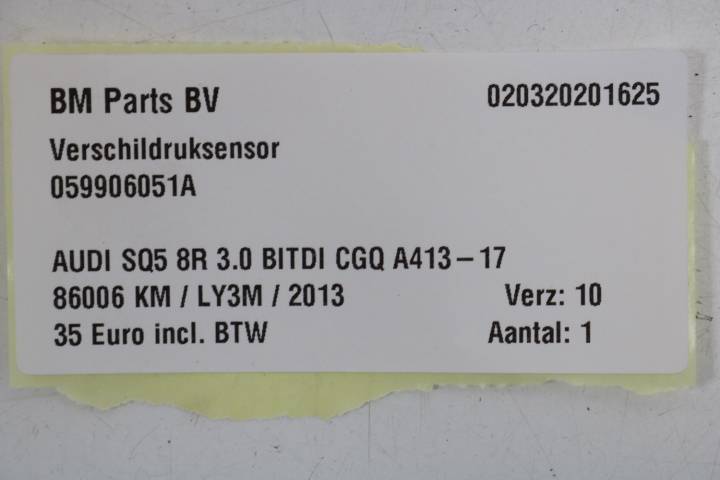 BM Parts BV 020320201625
Verschildruksensor
059906051A
AUDI SQ5 8R 3.0 BITDI CGQ A413-17
86006 KM / LY3M / 2013 Verz: 10
35 Euro incl. BTW Aantal: 1